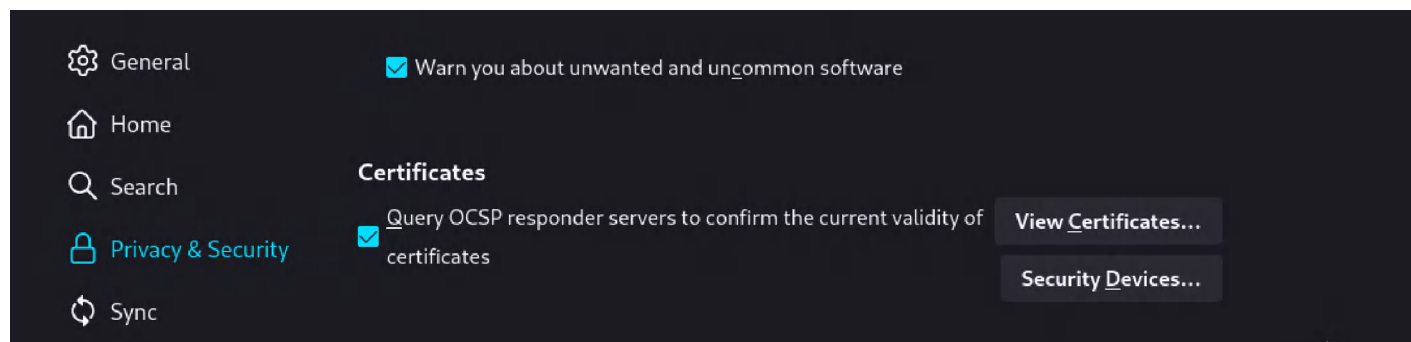 General
Home
Search
Privacy & Security
Sync
Warn you about unwanted and uncommon software
Certificates
Query OCSP responder servers to confirm the current validity of
certificates
View Certificates...
Security Devices...